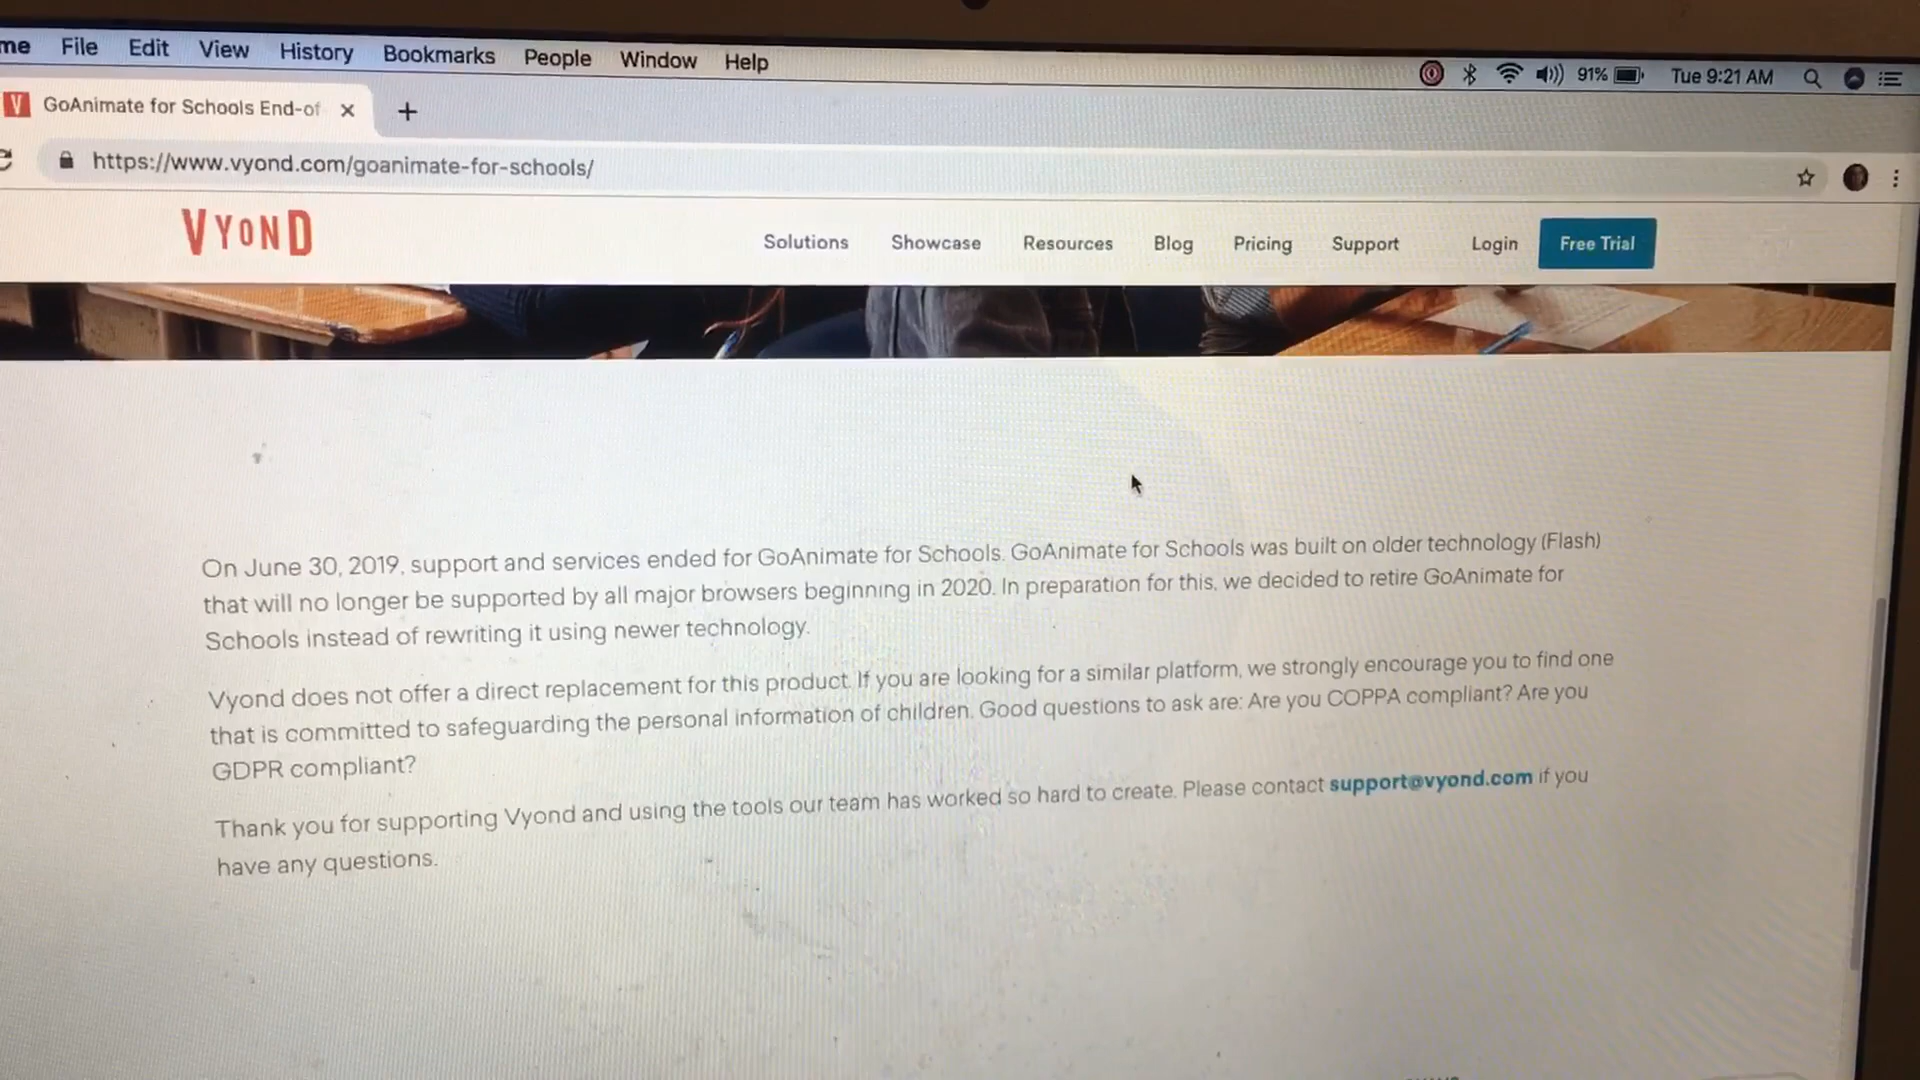 File Edit View History Bookmarks People Window Help
91% Tue 9:21 AM
V GoAnimate for Schools End-of
https://www.vyond.com/goanimate-for-schools/
VYOND
Solutions Showcase Resources Blog Pricing Support Login Free Trial
On June 30, 2019, support and services ended for GoAnimate for Schools. GoAnimate for Schools was built on older technology (Flash)
that will no longer be supported by all major browsers beginning in 2020. In preparation for this, we decided to retire GoAnimate for
Schools instead of rewriting it using newer technology.
Vyond does not offer a direct replacement for this product. If you are looking for a similar platform, we strongly encourage you to find one
that is committed to safeguarding the personal information of children. Good questions to ask are: Are you COPPA compliant? Are you
GDPR compliant?
Thank you for supporting Vyond and using the tools our team has worked so hard to create. Please contact support@vyond.com if you
have any questions.